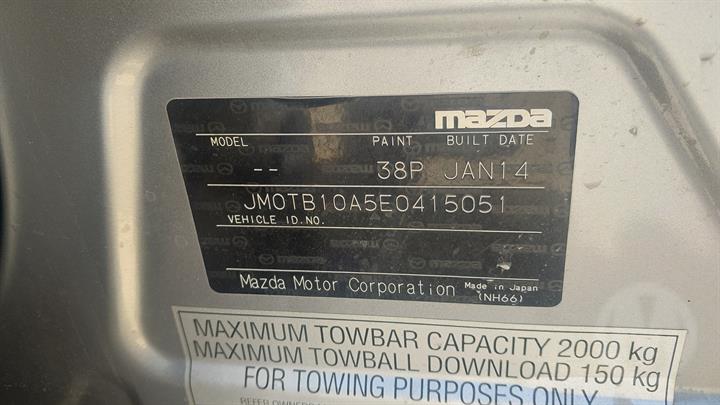 mazda
MODEL PAINT BUILT DATE
-- 38P JAN14
JM0TB10A5E0415051
VEHICLE ID.NO.
Mazda Motor Corporation Made in Japan
(NH66)
MAXIMUM TOWBAR CAPACITY 2000 kg
MAXIMUM TOWBALL DOWNLOAD 150 kg
FOR TOWING PURPOSES ONLY